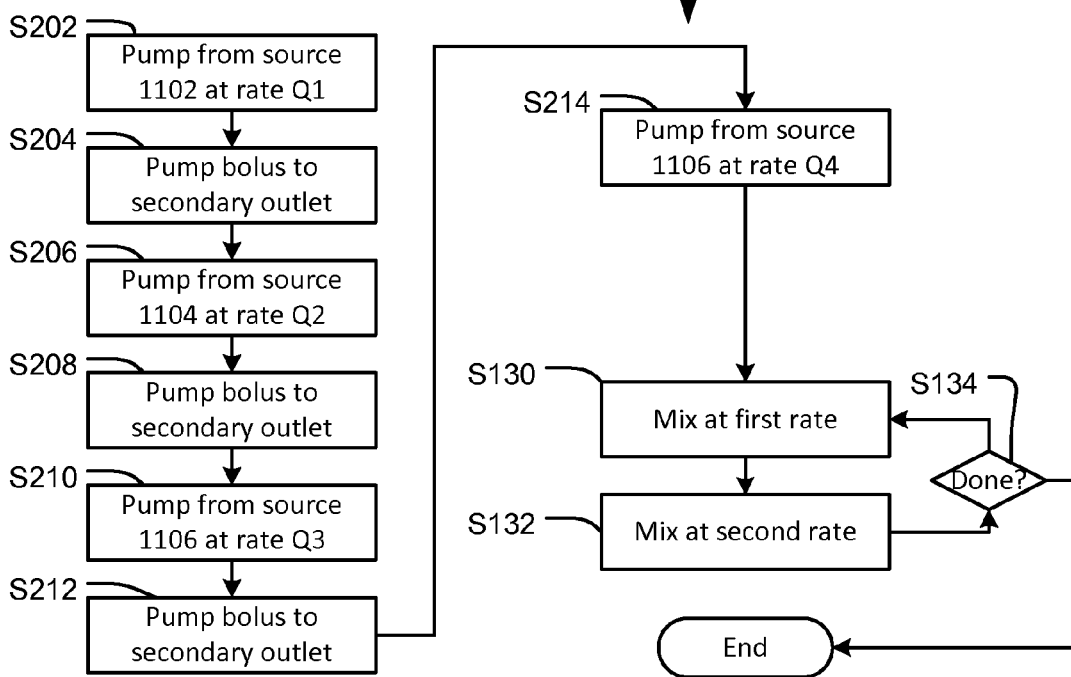 S202
Pump from source
1102 at rate Q1
S204
Pump bolus to
secondary outlet
S206
Pump from source
1104 at rate Q2
S208
Pump bolus to
secondary outlet
S210
Pump from source
1106 at rate Q3
S212
Pump bolus to
secondary outlet
S214
Pump from source
1106 at rate Q4
S130
Mix at first rate
S134
Done?
S132
Mix at second rate
End